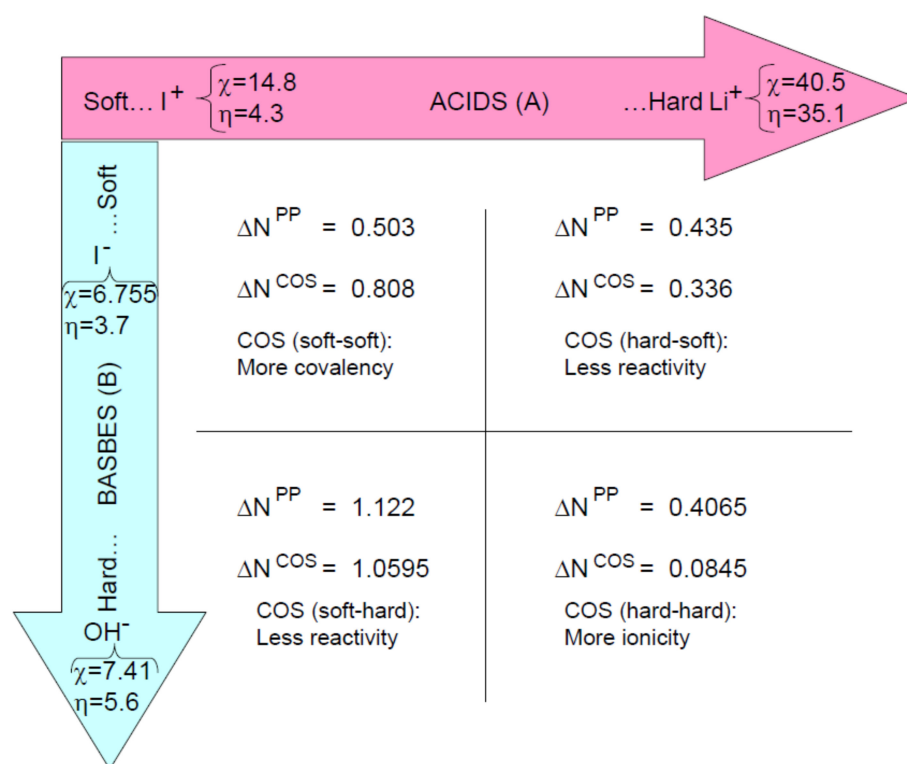 Soft... I⁺ { χ=14.8
η=4.3
ACIDS (A)
...Hard Li⁺ { χ=40.5
η=35.1
...Soft
I⁻
χ=6.755
η=3.7
BASBES (B)
Hard...
OH⁻
χ=7.41
η=5.6
ΔN^PP = 0.503
ΔN^COS = 0.808
COS (soft-soft):
More covalency
ΔN^PP = 0.435
ΔN^COS = 0.336
COS (hard-soft):
Less reactivity
ΔN^PP = 1.122
ΔN^COS = 1.0595
COS (soft-hard):
Less reactivity
ΔN^PP = 0.4065
ΔN^COS = 0.0845
COS (hard-hard):
More ionicity